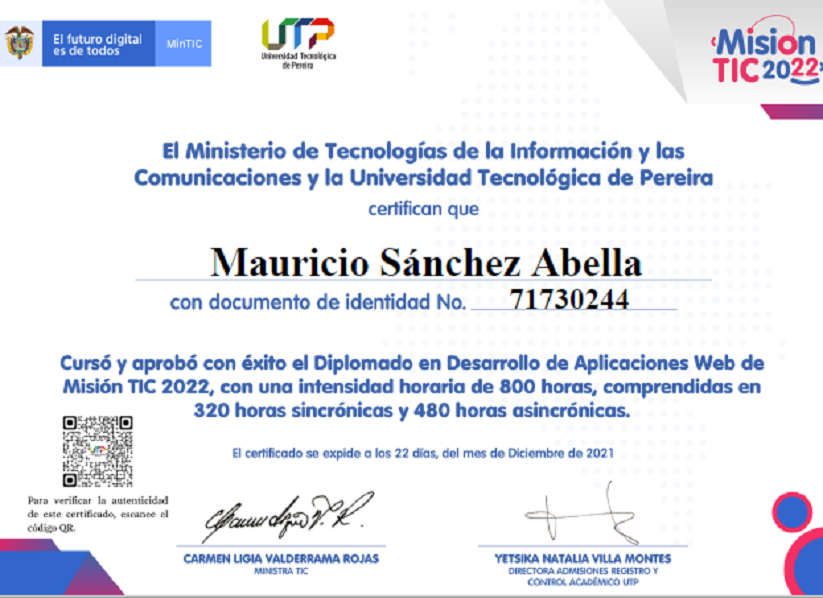 El futuro digital
es de todos
MinTIC
UTP
Universidad Tecnológica
de Pereira
Misión
TIC 2022
El Ministerio de Tecnologías de la Información y las
Comunicaciones y la Universidad Tecnológica de Pereira
certifican que
Mauricio Sánchez Abella
con documento de identidad No. 71730244
Cursó y aprobó con éxito el Diplomado en Desarrollo de Aplicaciones Web de
Misión TIC 2022, con una intensidad horaria de 800 horas, comprendidas en
320 horas sincrónicas y 480 horas asincrónicas.
El certificado se expide a los 22 días, del mes de Diciembre de 2021
Para verificar la autenticidad
de este certificado, escanee el
código QR.
CARMEN LIGIA VALDERRAMA ROJAS
MINISTRA TIC
YETSIKA NATALIA VILLA MONTES
DIRECTORA ADMISIONES REGISTRO Y
CONTROL ACADÉMICO UTP